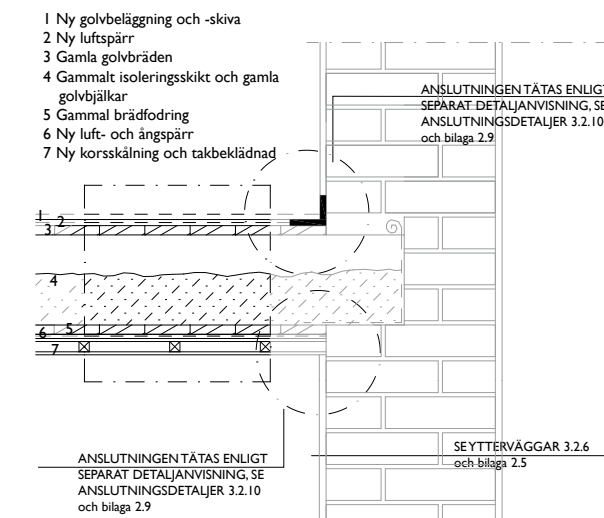 1 Ny golvbeläggning och -skiva
2 Ny luftspärr
3 Gamla golvbräden
4 Gammalt isoleringsskikt och gamla
golvbjälkar
5 Gammal brädfodring
6 Ny luft- och ångspärr
7 Ny korsskålning och takbeklädnad
ANSLUTNINGEN TÄTAS ENLIGT
SEPARAT DETALJANVISNING, SE
ANSLUTNINGSDETALJER 3.2.10
och bilaga 2.9
1
2
3
4
5
6
7
ANSLUTNINGEN TÄTAS ENLIGT
SEPARAT DETALJANVISNING, SE
ANSLUTNINGSDETALJER 3.2.10
och bilaga 2.9
SE YTTERVÄGGAR 3.2.6
och bilaga 2.5